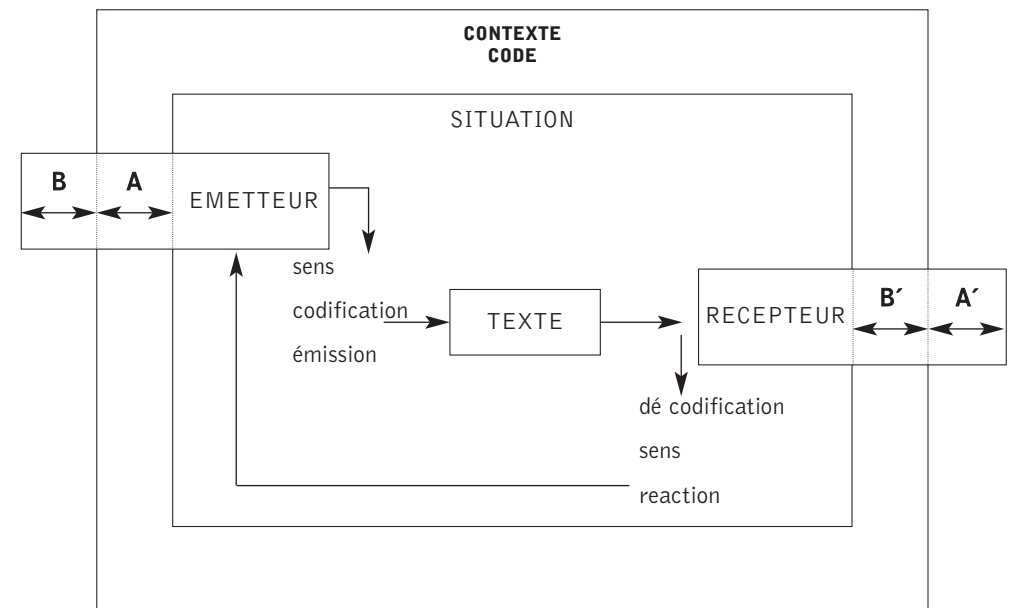 CONTEXTE
CODE
SITUATION
B A EMETTEUR
sens
codification
émission
TEXTE
RECEPTEUR B´ A´
dé codification
sens
reaction